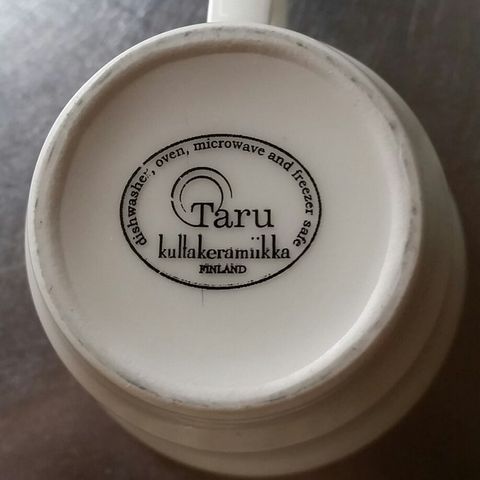 dishwasher, oven, microwave and freezer safe
Taru
kultakeramiikka
FINLAND